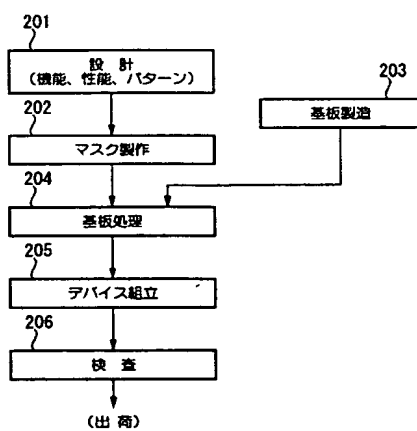 201
設 計
(機能、性能、パターン)
203
基板製造
202
マスク製作
204
基板処理
205
デバイス組立
206
検 査
(出 荷)